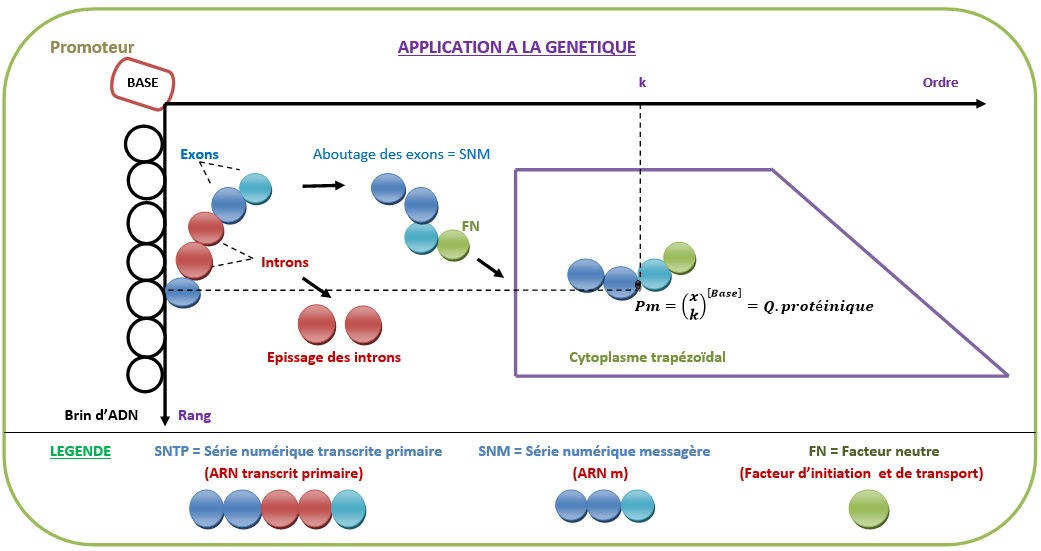 Promoteur
APPLICATION A LA GENETIQUE
BASE
k
Ordre
Exons
Aboutage des exons = SNM
FN
Introns
Pm = (x k)^[Base] = Q.protéinique
Epissage des introns
Cytoplasme trapézoïdal
Brin d’ADN
Rang
LEGENDE
SNTP = Série numérique transcrite primaire
(ARN transcrit primaire)
SNM = Série numérique messagère
(ARN m)
FN = Facteur neutre
(Facteur d’initiation et de transport)